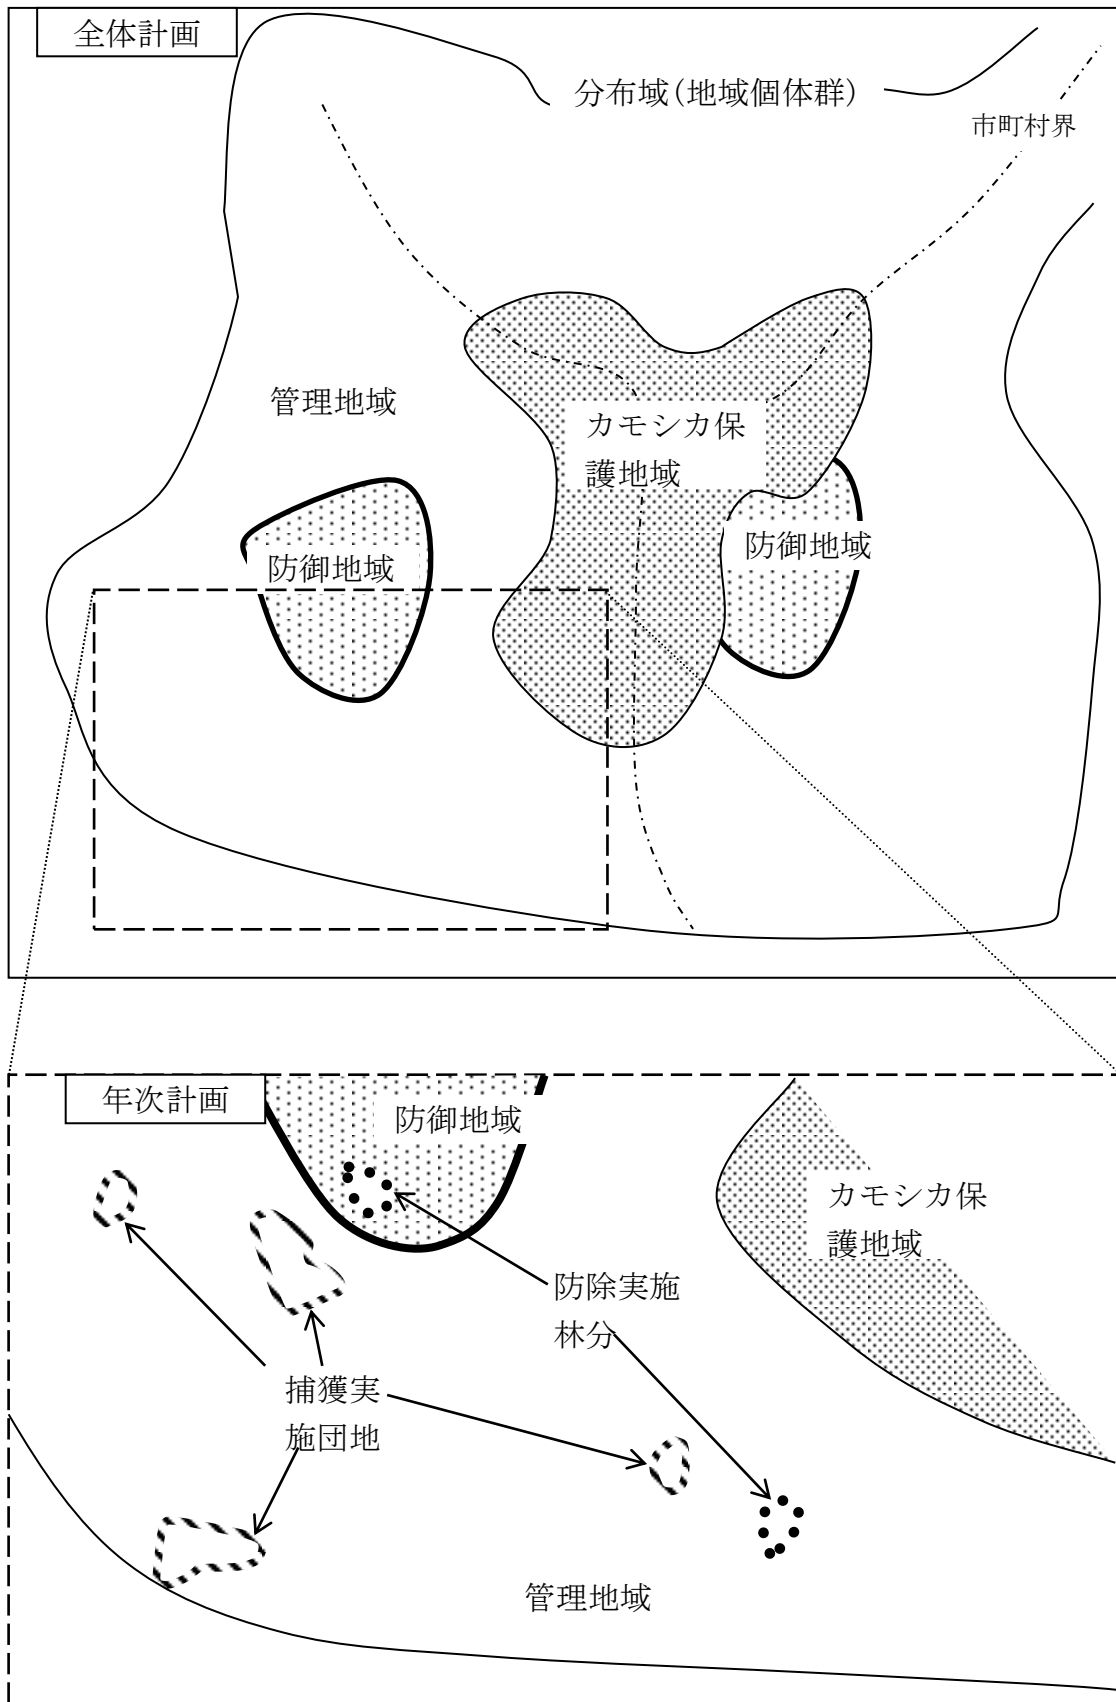 全体計画
分布域(地域個体群)
市町村界
管理地域
カモシカ保
護地域
防御地域
防御地域
年次計画
防御地域
カモシカ保
護地域
防除実施
林分
捕獲実
施団地
管理地域